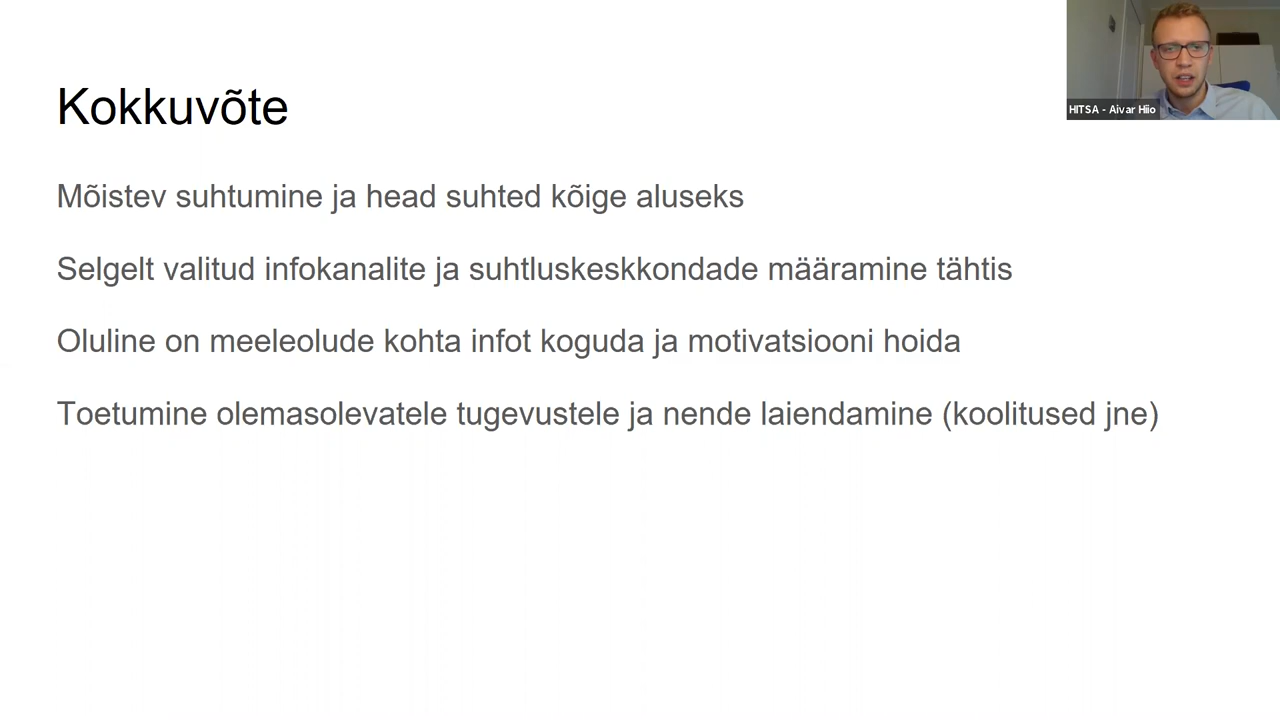 Kokkuvõte
HITSA - Aivar Hiio
Mõistev suhtumine ja head suhted kõige aluseks
Selgelt valitud infokanalite ja suhtluskeskkondade määramine tähtis
Oluline on meeleolude kohta infot koguda ja motivatsiooni hoida
Toetumine olemasolevatele tugevustele ja nende laiendamine (koolitused jne)